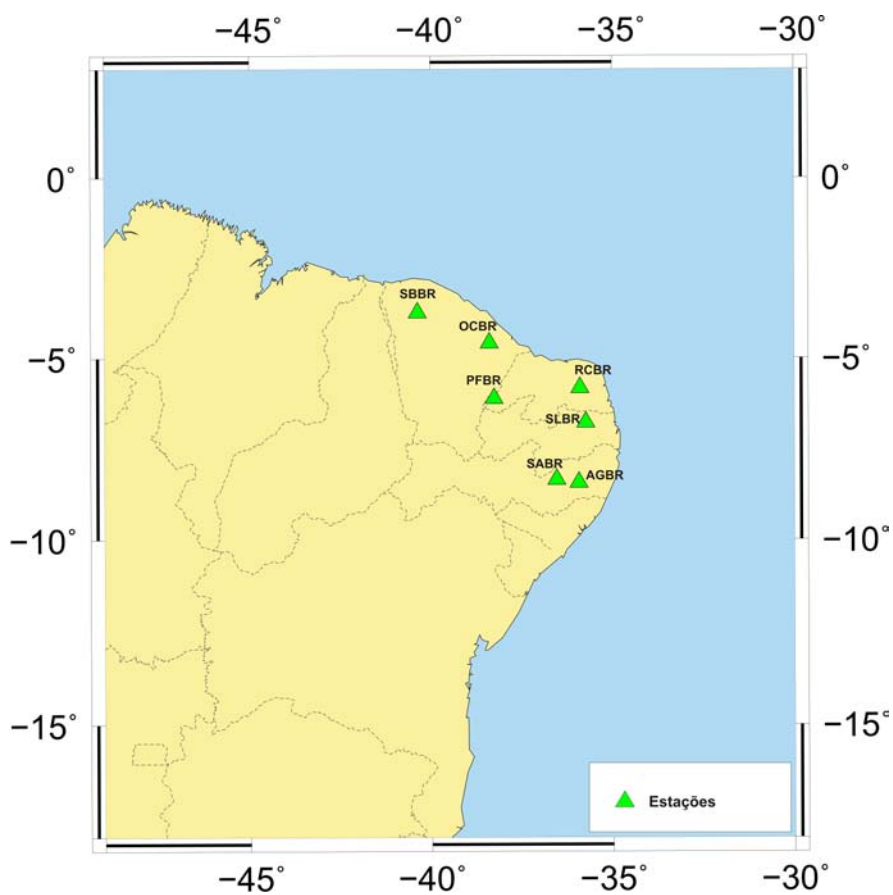 −45° −40° −35° −30°
0° 0°
SBBR
OCBR
−5° −5°
PFBR RCBR
SLBR
SABR AGBR
−10° −10°
−15° −15°
Estações
−45° −40° −35° −30°